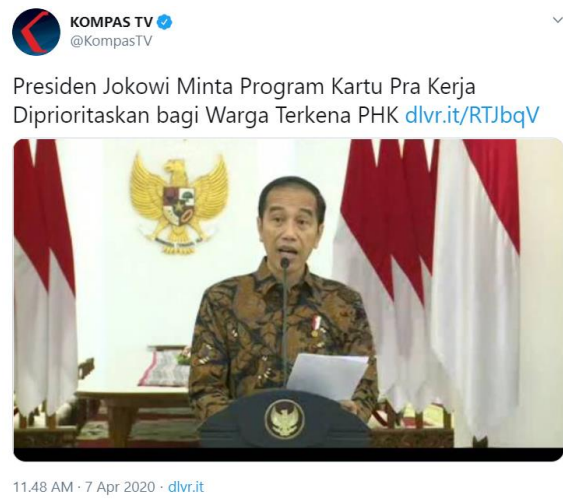 KOMPAS TV
@KompasTV
Presiden Jokowi Minta Program Kartu Pra Kerja
Diprioritaskan bagi Warga Terkena PHK dlvr.it/RTJbqV
11.48 AM · 7 Apr 2020 · dlvr.it